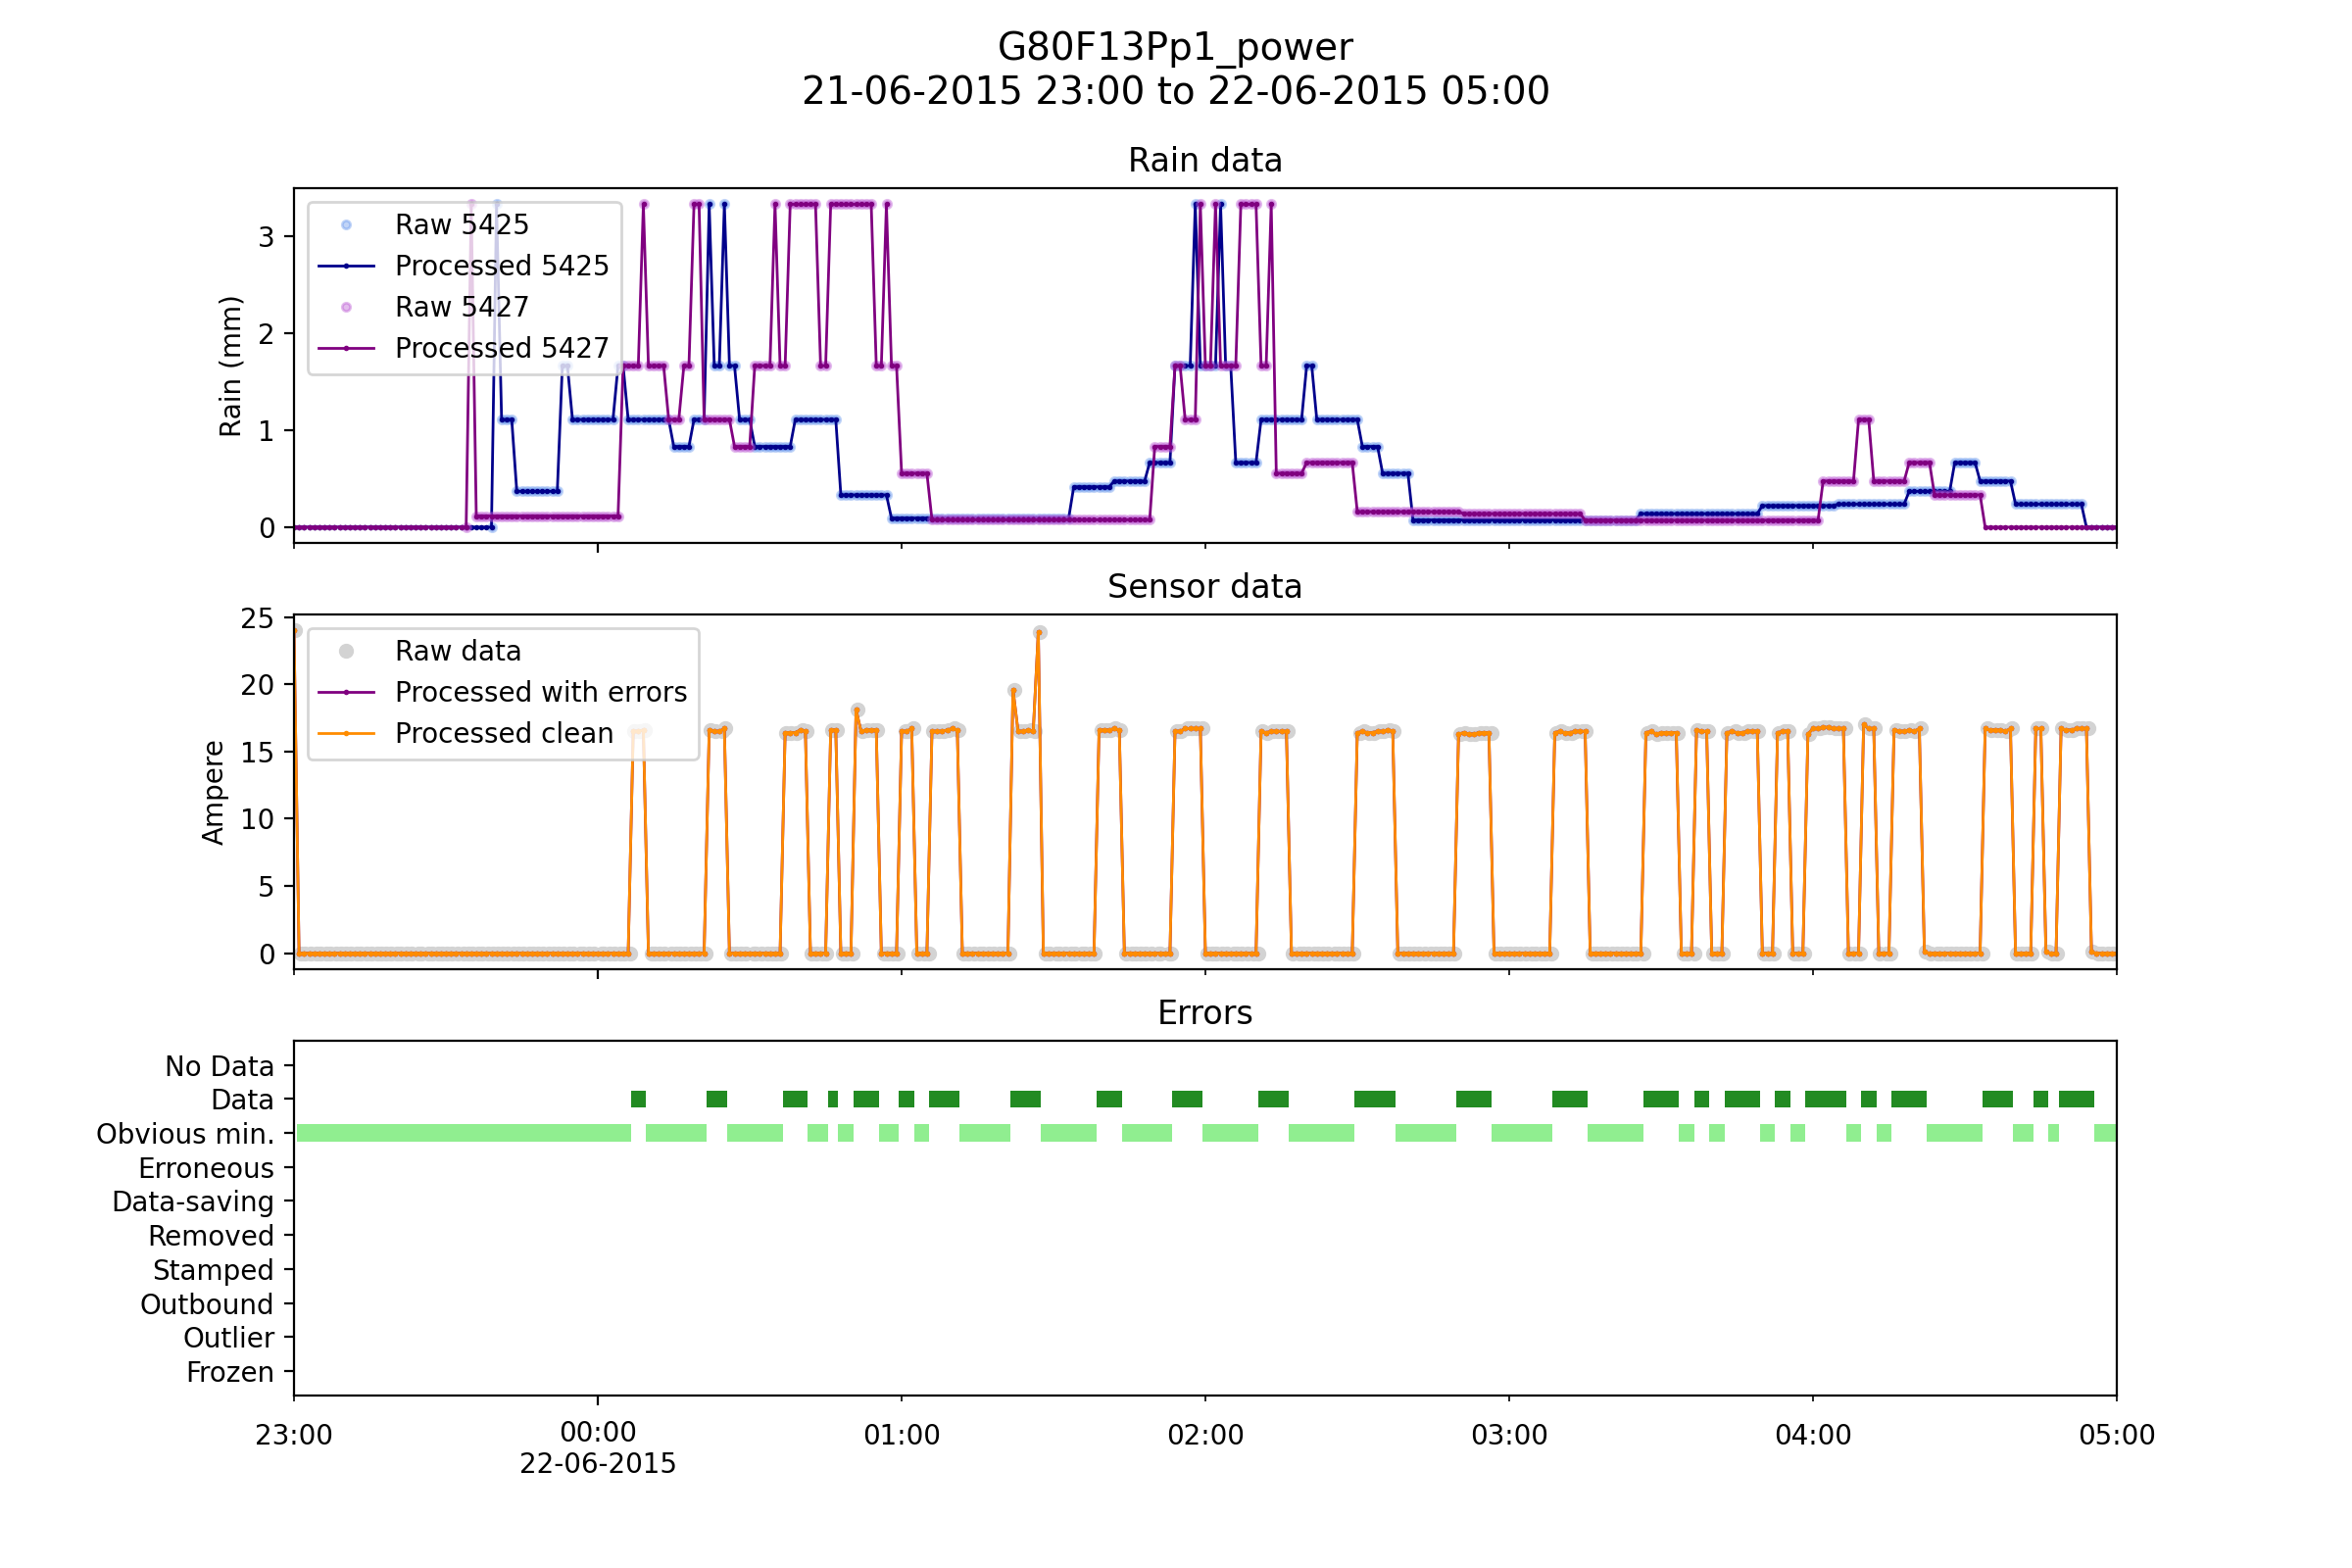 G80F13Pp1_power
21-06-2015 23:00 to 22-06-2015 05:00
Rain data
Rain (mm)
3
2
1
0
Raw 5425
Processed 5425
Raw 5427
Processed 5427
Sensor data
Ampere
25
20
15
10
5
0
Raw data
Processed with errors
Processed clean
Errors
No Data
Data
Obvious min.
Erroneous
Data-saving
Removed
Stamped
Outbound
Outlier
Frozen
23:00 00:00 01:00 02:00 03:00 04:00 05:00
22-06-2015